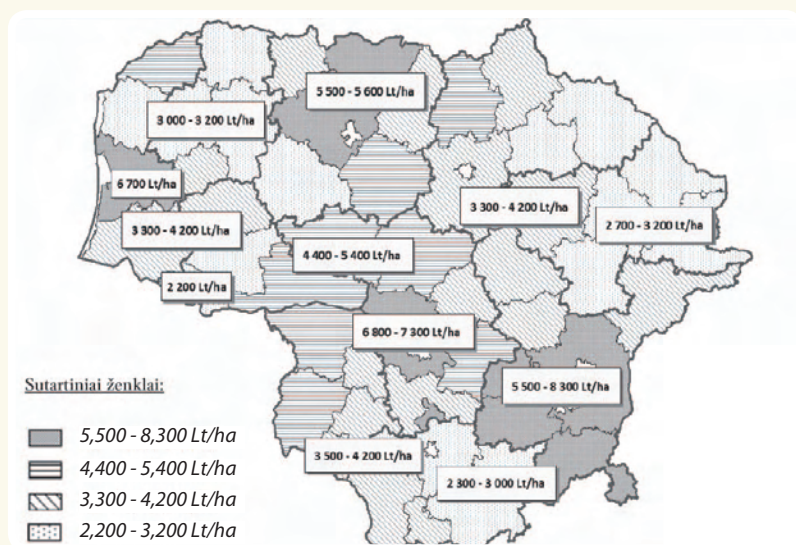 5 500 - 5 600 Lt/ha
3 000 - 3 200 Lt/ha
6 700 Lt/ha
3 300 - 4 200 Lt/ha
3 300 - 4 200 Lt/ha
2 700 - 3 200 Lt/ha
4 400 - 5 400 Lt/ha
2 200 Lt/ha
6 800 - 7 300 Lt/ha
5 500 - 8 300 Lt/ha
3 500 - 4 200 Lt/ha
2 300 - 3 000 Lt/ha
Sutartiniai ženklai:
5,500 - 8,300 Lt/ha
4,400 - 5,400 Lt/ha
3,300 - 4,200 Lt/ha
2,200 - 3,200 Lt/ha